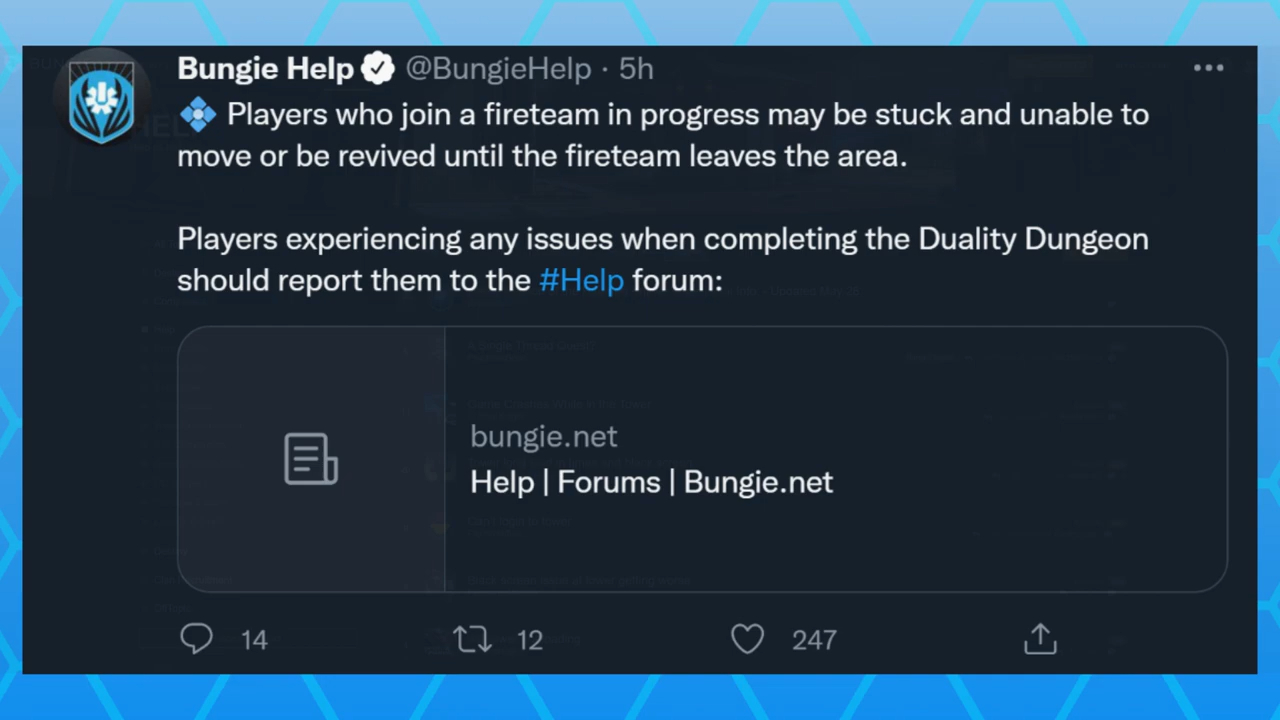 Bungie Help @BungieHelp · 5h
Players who join a fireteam in progress may be stuck and unable to
move or be revived until the fireteam leaves the area.
Players experiencing any issues when completing the Duality Dungeon
should report them to the #Help forum:
bungie.net
Help | Forums | Bungie.net
14 12 247